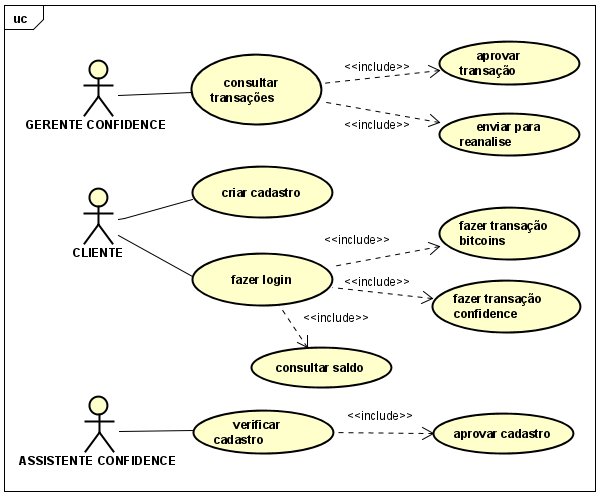 uc
<<include>>
aprovar
transação
consultar
transações
GERENTE CONFIDENCE
<<include>>
enviar para
reanalise
criar cadastro
CLIENTE
<<include>>
fazer transação
bitcoins
fazer login
<<include>>
fazer transação
confidence
<<include>>
consultar saldo
ASSISTENTE CONFIDENCE
verificar
cadastro
<<include>>
aprovar cadastro